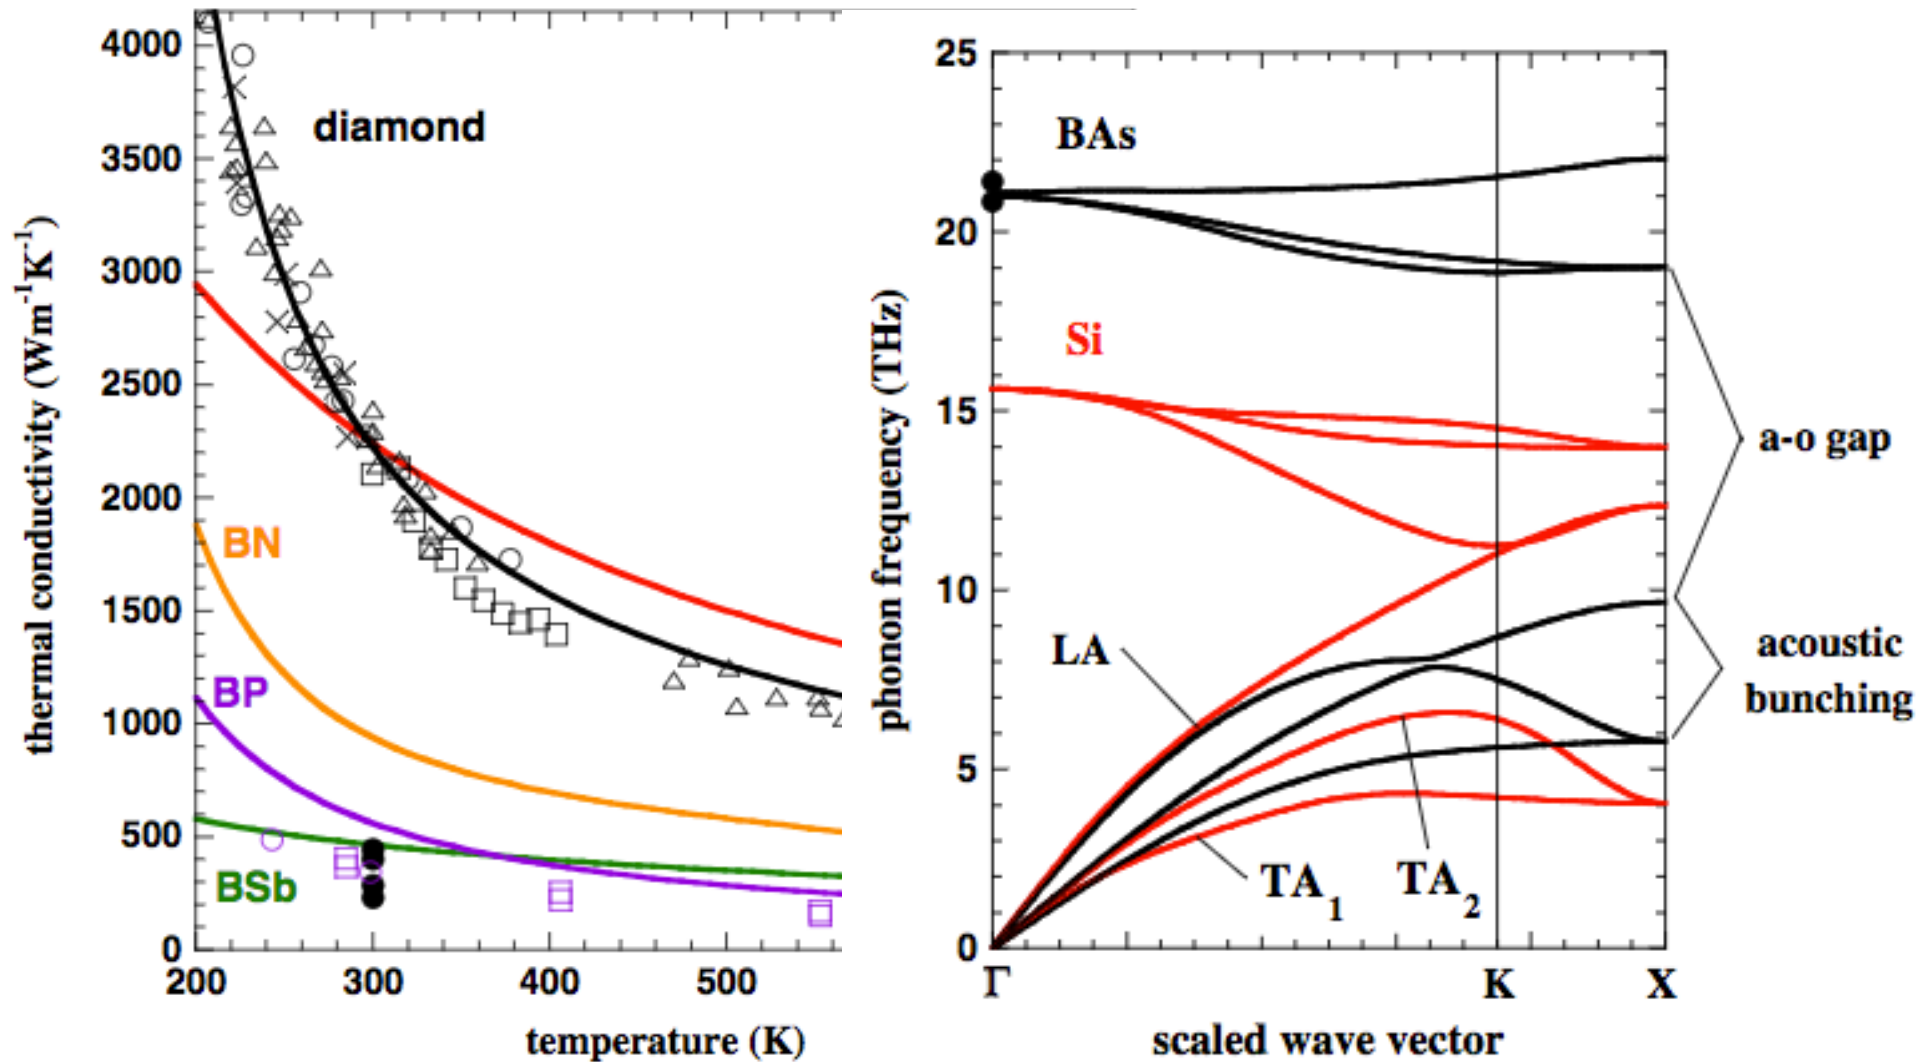 4000
3500
3000
2500
2000
1500
1000
500
0
200
300
400
500
thermal conductivity (Wm⁻¹K⁻¹)
temperature (K)
diamond
BN
BP
BSb
25
20
15
10
5
0
Γ
K
X
phonon frequency (THz)
scaled wave vector
BAs
Si
LA
TA₁
TA₂
a-o gap
acoustic
bunching